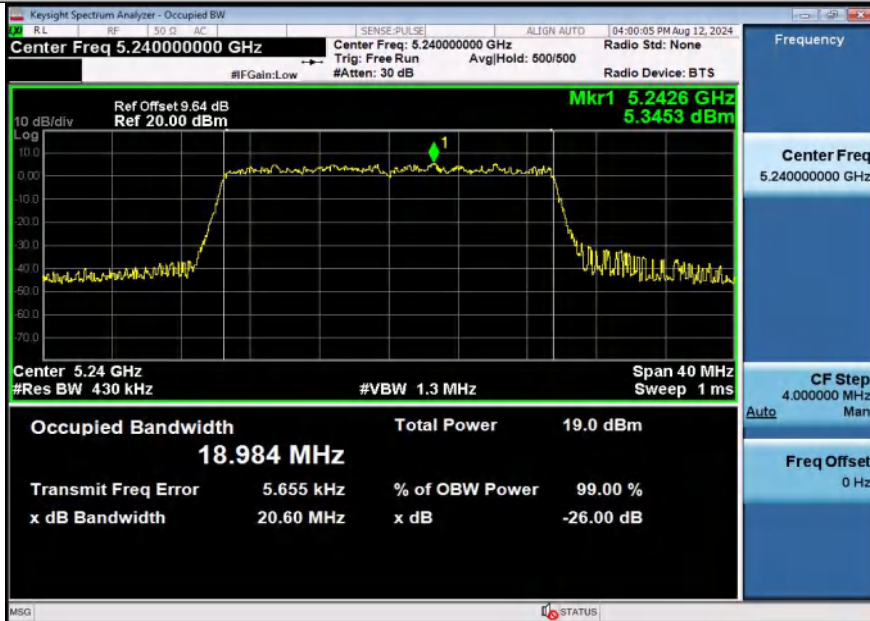 Keysight Spectrum Analyzer - Occupied BW
RL RF 50 Ω AC SENSE:PULSE ALIGN AUTO 04:00:05 PM Aug 12, 2024
Center Freq 5.240000000 GHz
Center Freq: 5.240000000 GHz
Radio Std: None
Trig: Free Run Avg|Hold: 500/500
#IFGain:Low #Atten: 30 dB Radio Device: BTS
Frequency
Mkr1 5.2426 GHz
5.3453 dBm
Ref Offset 9.64 dB
10 dB/div Ref 20.00 dBm
Log
10.0
0.00
-10.0
-20.0
-30.0
-40.0
-50.0
-60.0
-70.0
1
Center 5.24 GHz Span 40 MHz
#Res BW 430 kHz #VBW 1.3 MHz Sweep 1 ms
Center Freq
5.240000000 GHz
CF Step
4.000000 MHz
Auto Man
Freq Offset
0 Hz
Occupied Bandwidth Total Power 19.0 dBm
18.984 MHz
Transmit Freq Error 5.655 kHz % of OBW Power 99.00 %
x dB Bandwidth 20.60 MHz x dB -26.00 dB
MSG STATUS